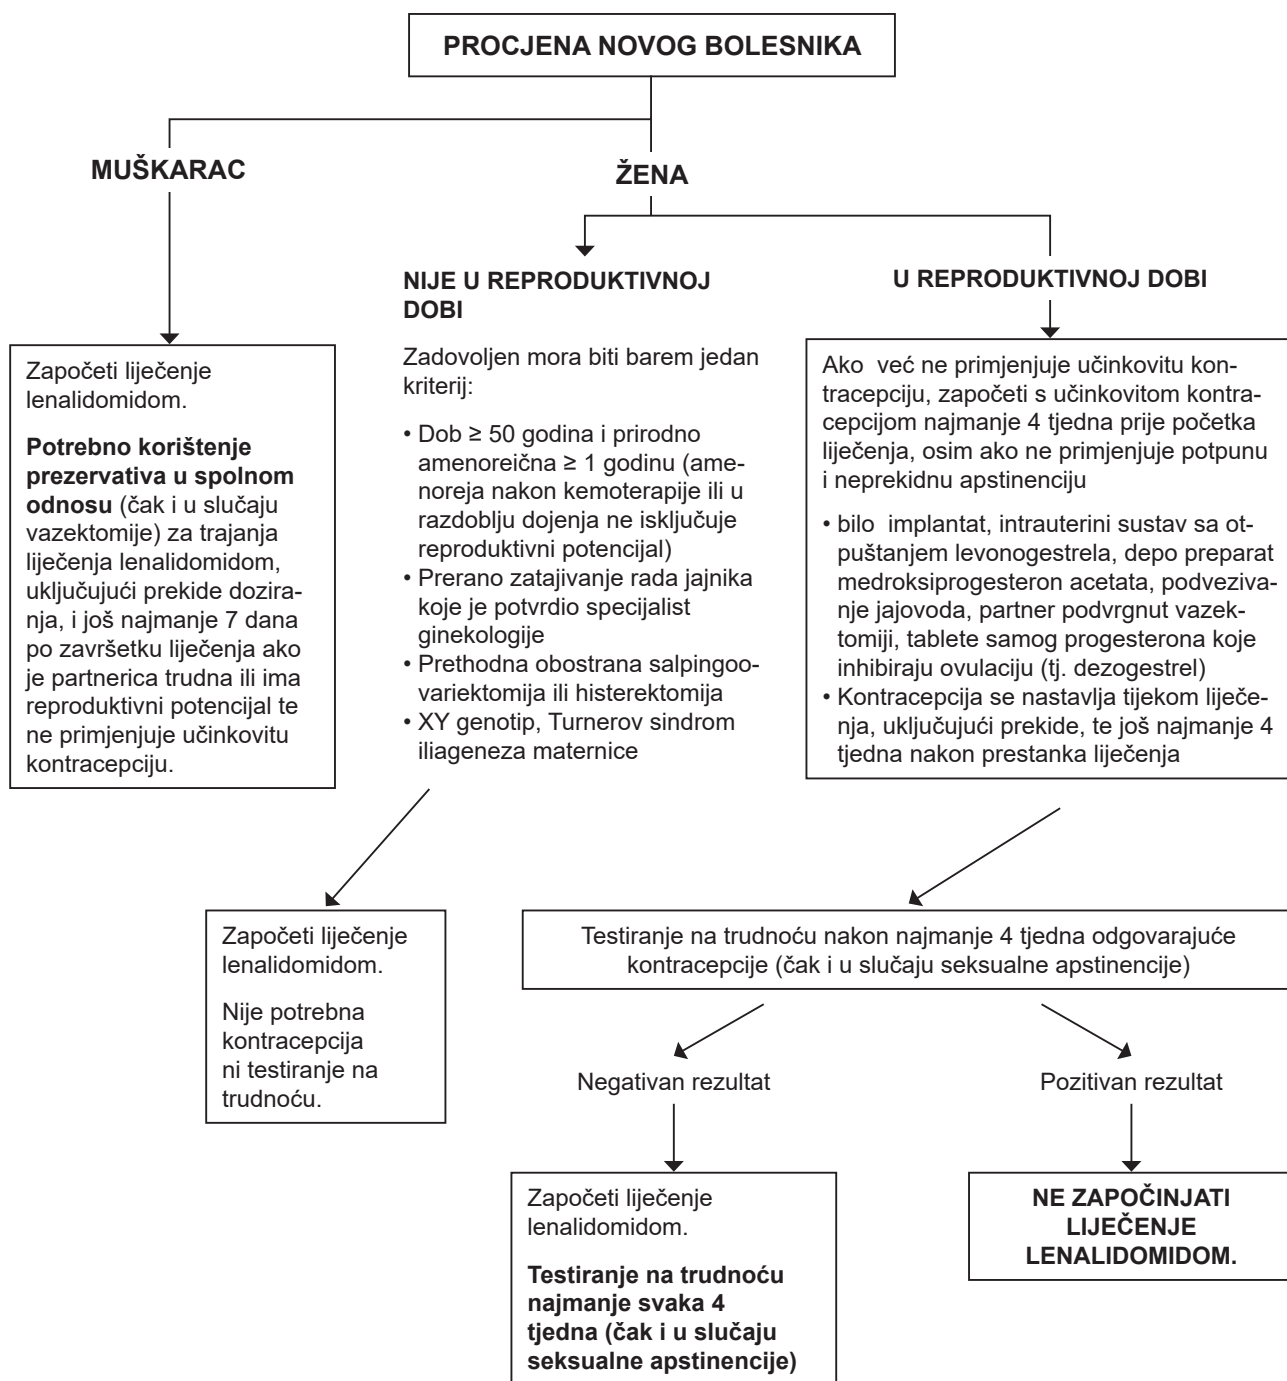 PROCJENA NOVOG BOLESNIKA
MUŠKARAC
ŽENA
NIJE U REPRODUKTIVNOJ
DOBI
U REPRODUKTIVNOJ DOBI
Započeti liječenje
lenalidomidom.
Potrebno korištenje
prezervativa u spolnom
odnosu (čak i u slučaju
vazektomije) za trajanja
liječenja lenalidomidom,
uključujući prekide dozira-
nja, i još najmanje 7 dana
po završetku liječenja ako
je partnerica trudna ili ima
reproduktivni potencijal te
ne primjenjuje učinkovitu
kontracepciju.
Zadovoljen mora biti barem jedan
kriterij:
• Dob ≥ 50 godina i prirodno
amenoreična ≥ 1 godinu (ame-
noreja nakon kemoterapije ili u
razdoblju dojenja ne isključuje
reproduktivni potencijal)
• Prerano zatajivanje rada jajnika
koje je potvrdio specijalist
ginekologije
• Prethodna obostrana salpingoo-
variektomija ili histerektomija
• XY genotip, Turnerov sindrom
iliageneza maternice
Ako već ne primjenjuje učinkovitu kon-
tracepciju, započeti s učinkovitom kontra-
cepcijom najmanje 4 tjedna prije početka
liječenja, osim ako ne primjenjuje potpunu
i neprekidnu apstinenciju
• bilo implantat, intrauterini sustav sa ot-
puštanjem levonogestrela, depo preparat
medroksiprogesteron acetata, podveziva-
nje jajovoda, partner podvrgnut vazek-
tomiji, tablete samog progesterona koje
inhibiraju ovulaciju (tj. dezogestrel)
• Kontracepcija se nastavlja tijekom liječe-
nja, uključujući prekide, te još najmanje 4
tjedna nakon prestanka liječenja
Započeti liječenje
lenalidomidom.
Nije potrebna
kontracepcija
ni testiranje na
trudnoću.
Testiranje na trudnoću nakon najmanje 4 tjedna odgovarajuće
kontracepcije (čak i u slučaju seksualne apstinencije)
Negativan rezultat
Pozitivan rezultat
Započeti liječenje
lenalidomidom.
Testiranje na trudnoću
najmanje svaka 4
tjedna (čak i u slučaju
seksualne apstinencije)
NE ZAPOČINJATI
LIJEČENJE
LENALIDOMIDOM.